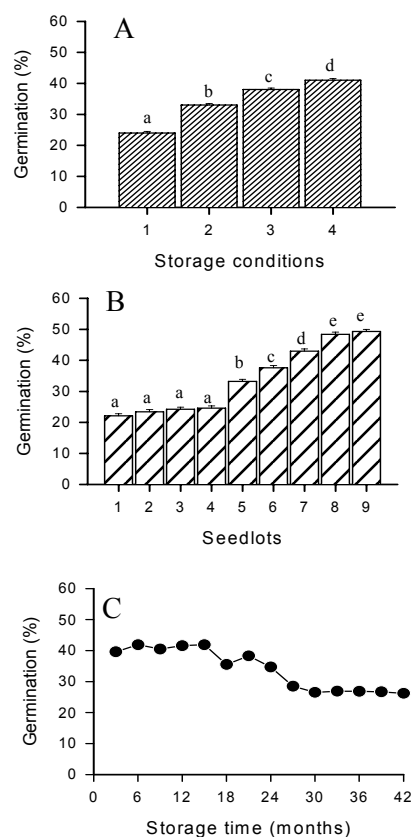 A
Germination (%)
60
50
40
30
20
10
0
a
b
c
d
1 2 3 4
Storage conditions
B
Germination (%)
60
50
40
30
20
10
0
a a a a b c d e e
1 2 3 4 5 6 7 8 9
Seedlots
C
Germination (%)
60
50
40
30
20
10
0
0 6 12 18 24 30 36 42
Storage time (months)